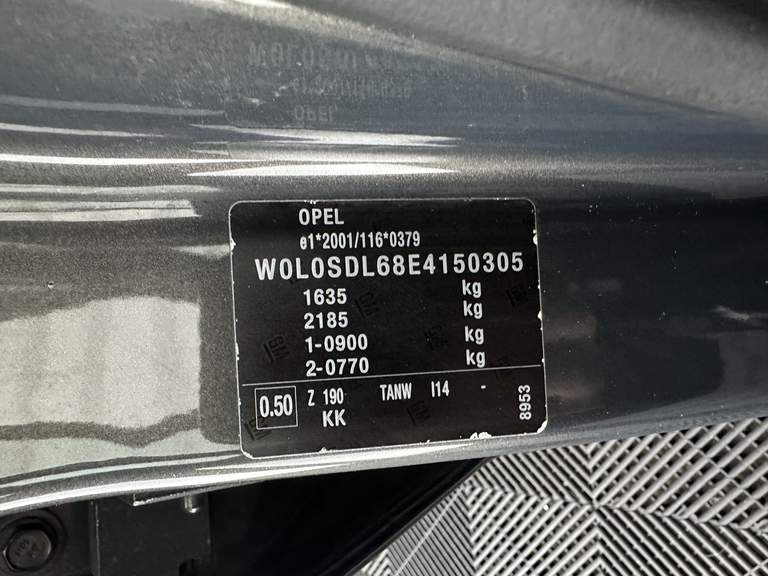 OPEL
e1*2001/116*0379
W0L0SDL68E4150305
1635 kg
2185 kg
1-0900 kg
2-0770 kg
0.50 Z 190 TANW I14 -
KK
8953